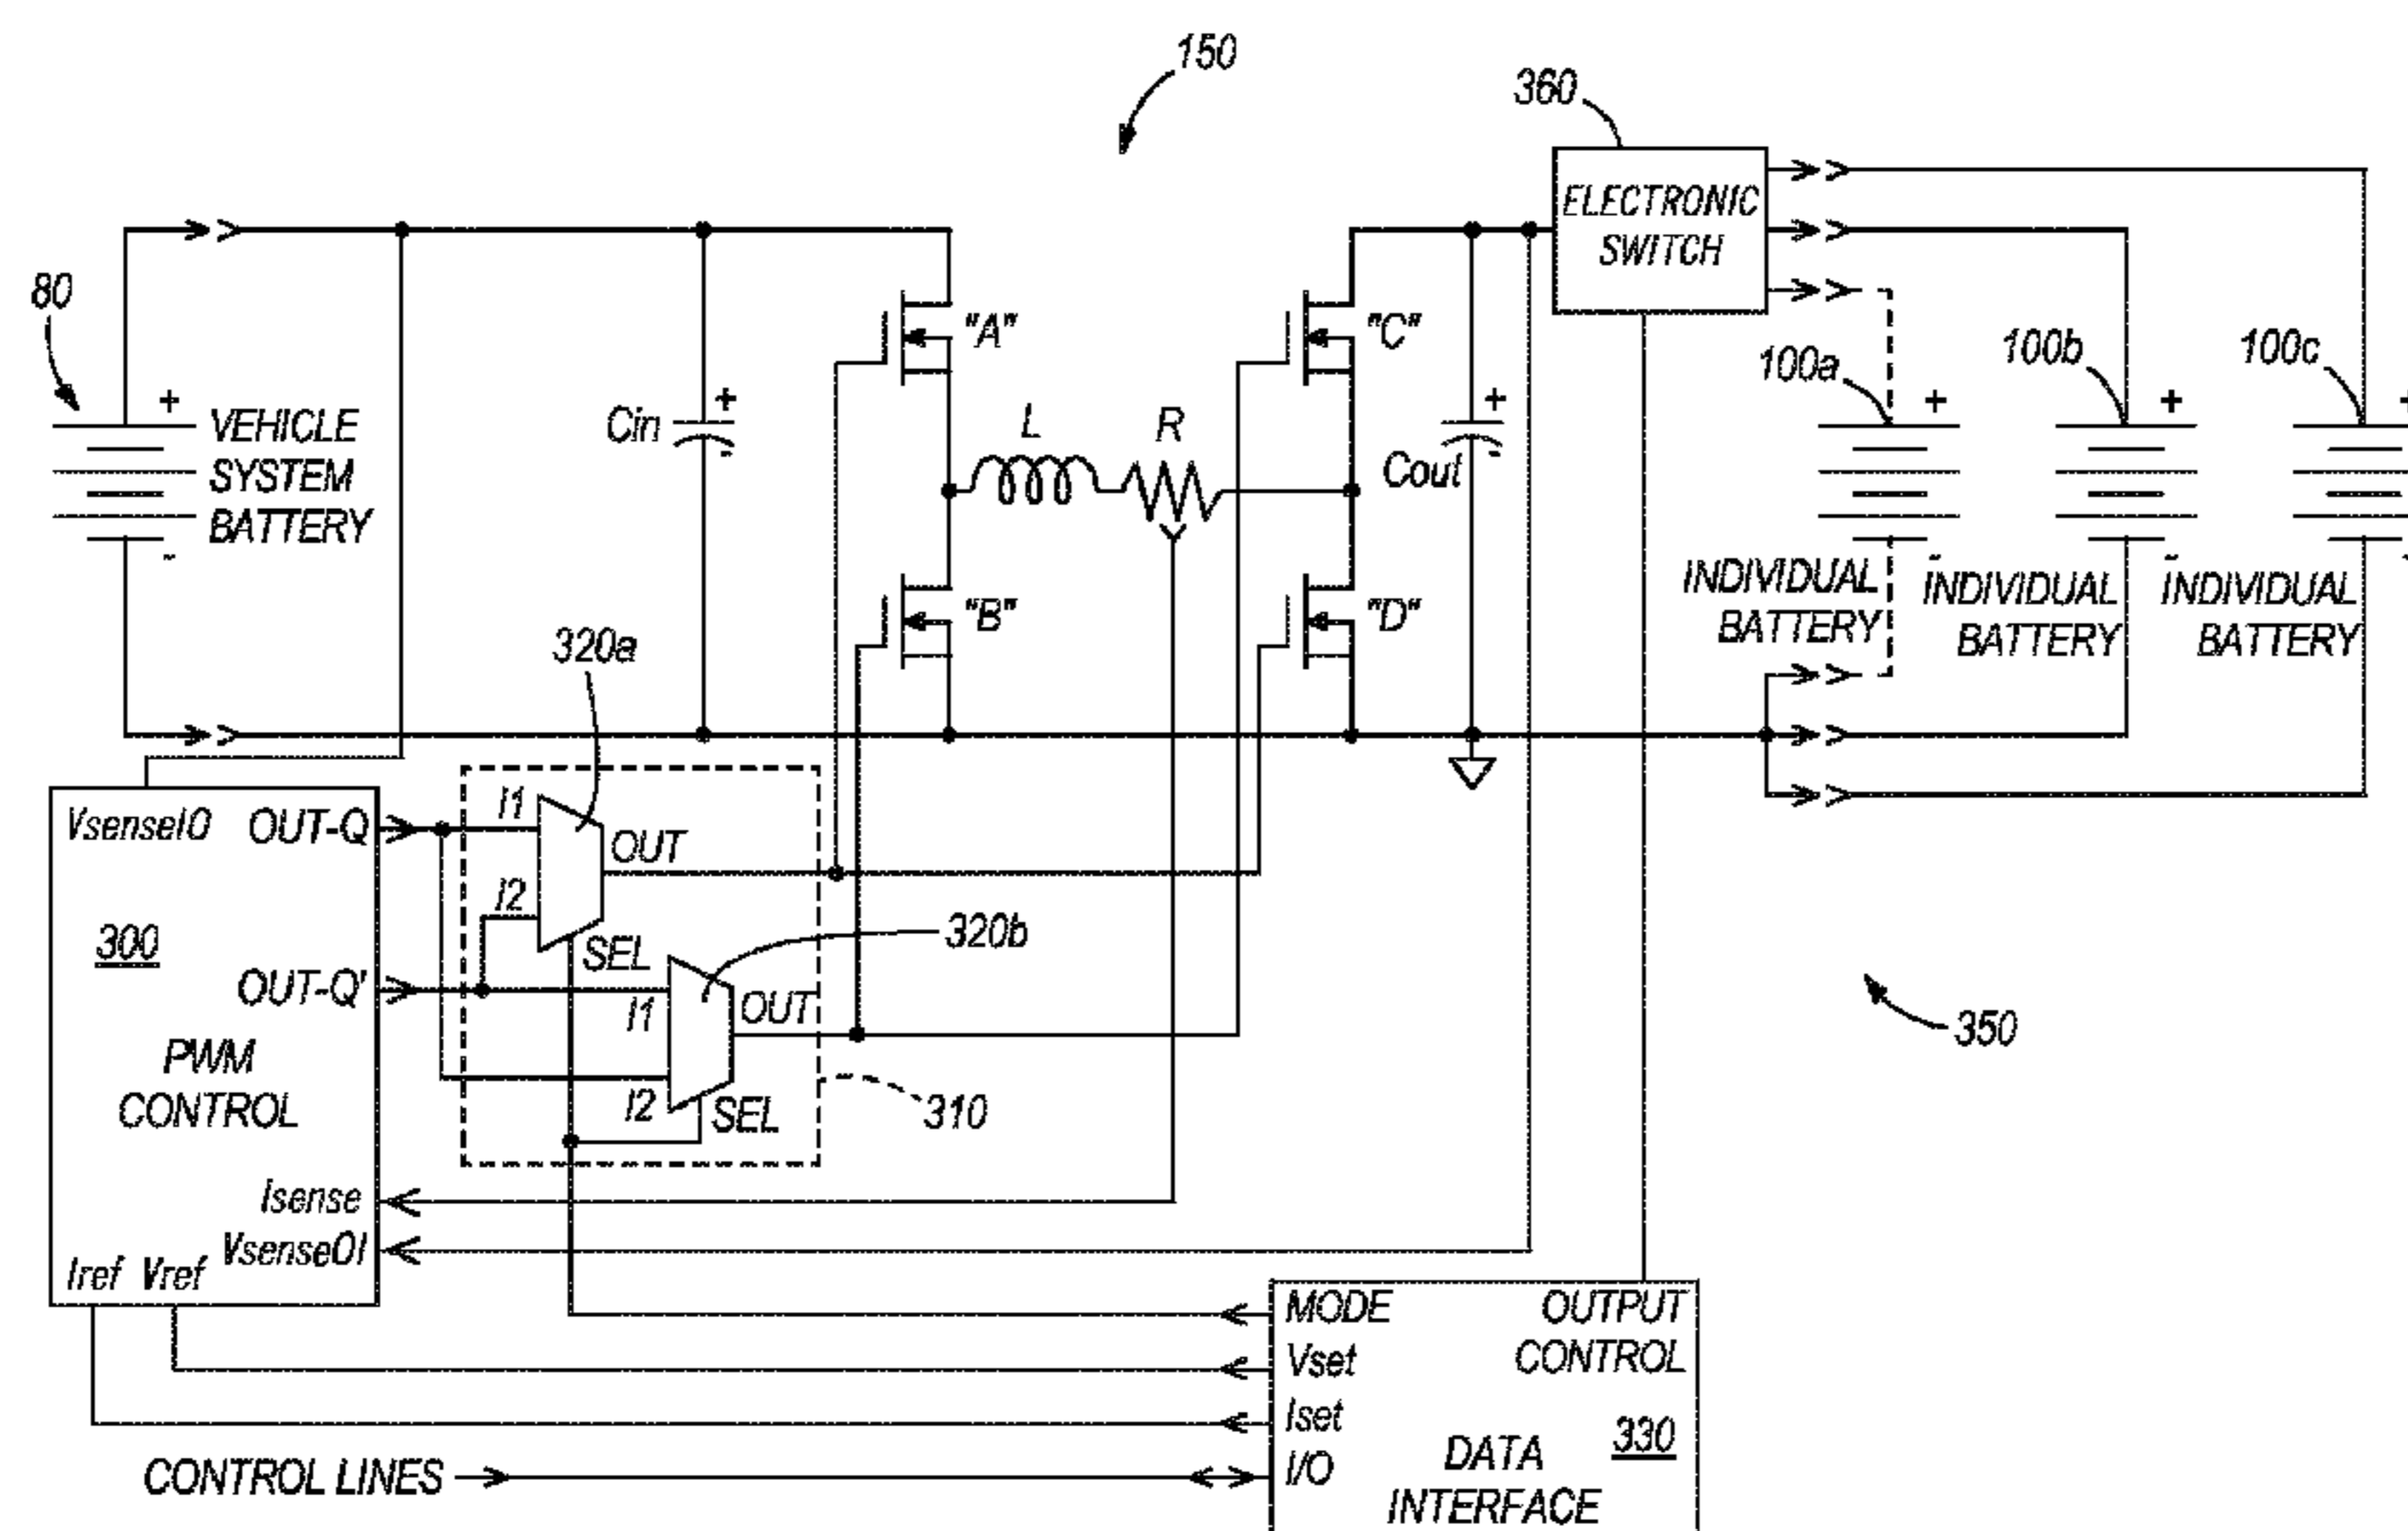 150
360
ELECTRONIC
SWITCH
80
+
VEHICLE
SYSTEM
BATTERY
-
Cin
+
-
"A"
"B"
L
R
"C"
"D"
+
Cout
-
100a
100b
100c
+
+
+
INDIVIDUAL
BATTERY
-
INDIVIDUAL
BATTERY
-
INDIVIDUAL
BATTERY
-
320a
VsenseIO
OUT-Q
I1
OUT
I2
SEL
300
320b
OUT-Q'
I1
OUT
PWM
CONTROL
I2
SEL
310
350
Isense
VsenseOI
Iref Vref
MODE
OUTPUT
CONTROL
Vset
Iset
330
I/O
DATA
INTERFACE
CONTROL LINES